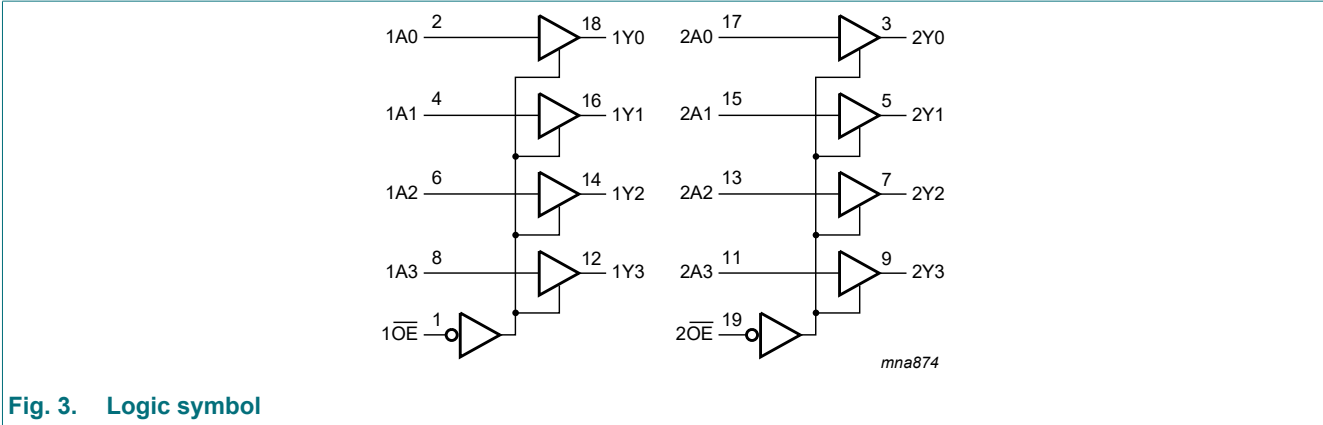 1A0 2 18 1Y0 2A0 17 3 2Y0
1A1 4 16 1Y1 2A1 15 5 2Y1
1A2 6 14 1Y2 2A2 13 7 2Y2
1A3 8 12 1Y3 2A3 11 9 2Y3
1O̅E̅ 1 2O̅E̅ 19
mna874
Fig. 3. Logic symbol